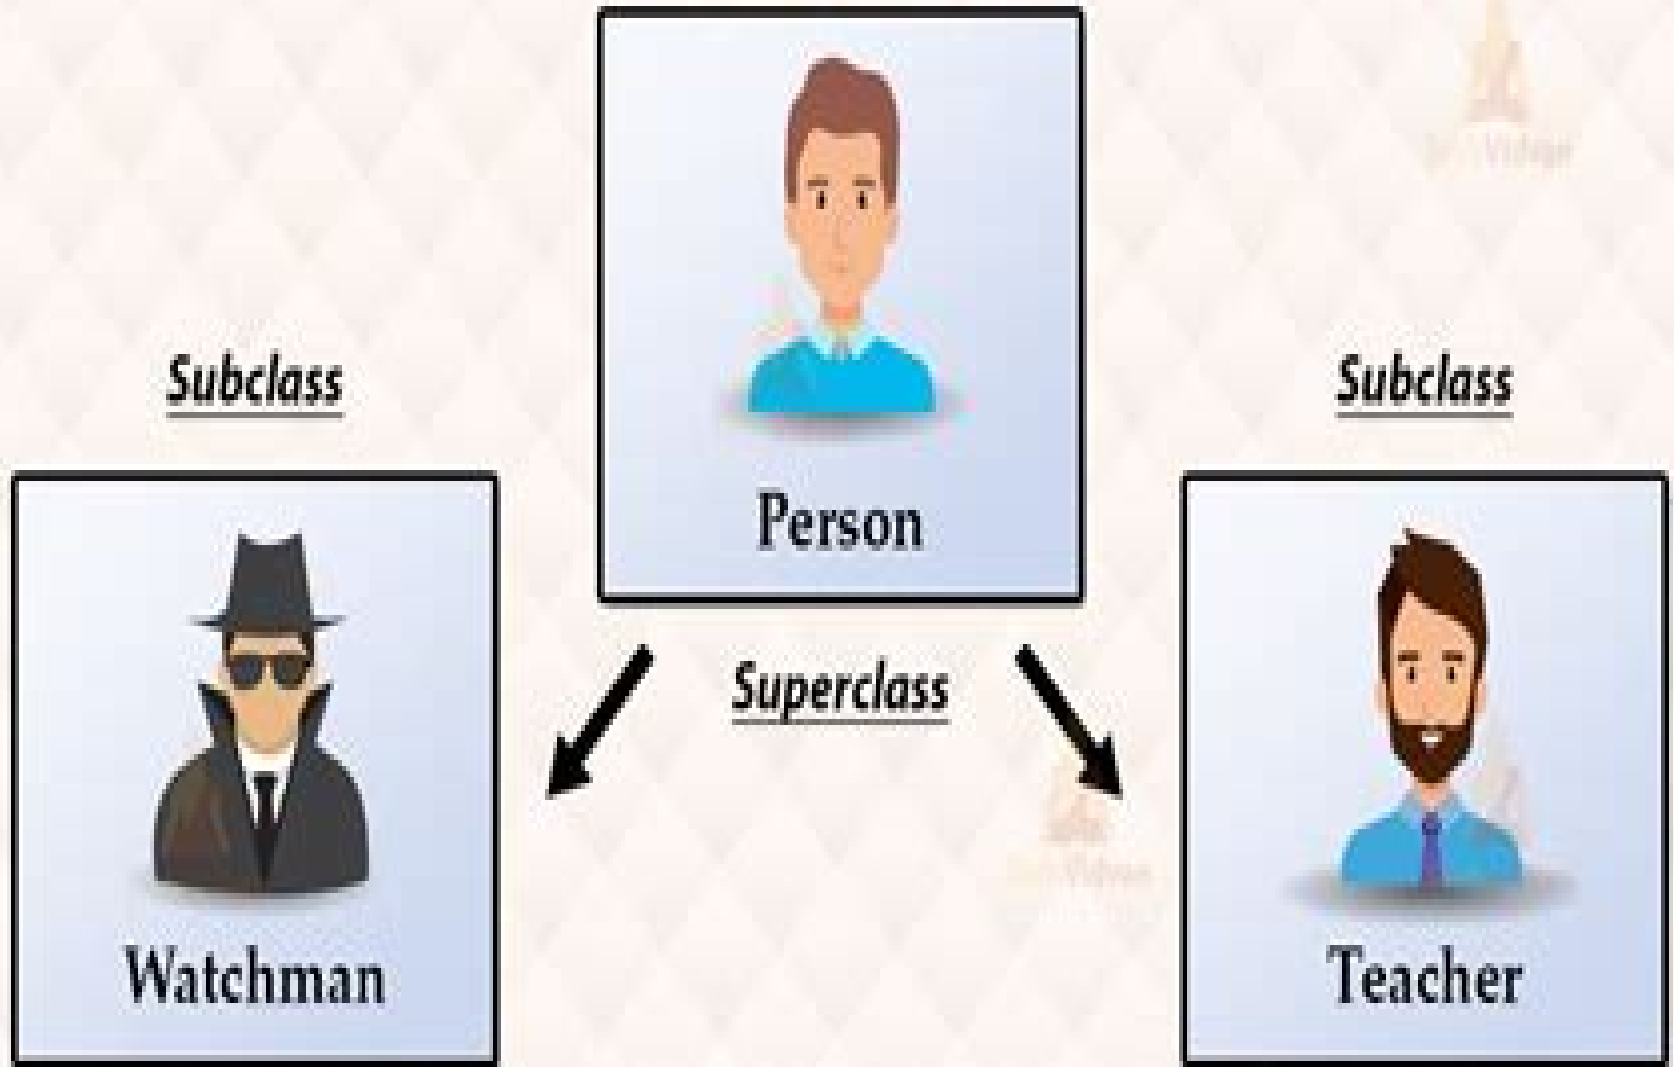 Subclass
Subclass
Person
Superclass
Watchman
Teacher